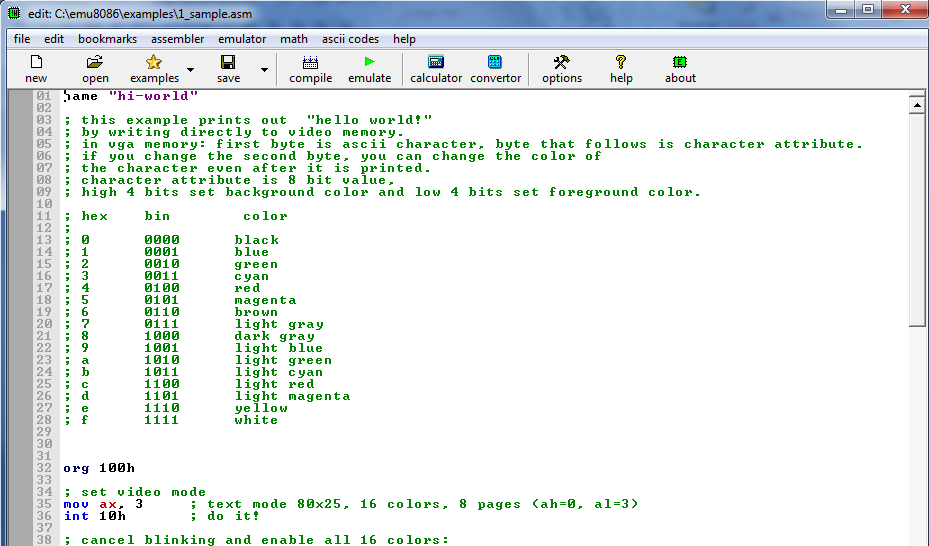 edit: C:\emu8086\examples\1_sample.asm
file edit bookmarks assembler emulator math ascii codes help
new open examples save compile emulate calculator convertor options help about
01 name "hi-world"
02
03 ; this example prints out  "hello world!"
04 ; by writing directly to video memory.
05 ; in vga memory: first byte is ascii character, byte that follows is character attribute.
06 ; if you change the second byte, you can change the color of
07 ; the character even after it is printed.
08 ; character attribute is 8 bit value,
09 ; high 4 bits set background color and low 4 bits set foreground color.
10
11 ; hex    bin        color
12 ;
13 ; 0      0000      black
14 ; 1      0001      blue
15 ; 2      0010      green
16 ; 3      0011      cyan
17 ; 4      0100      red
18 ; 5      0101      magenta
19 ; 6      0110      brown
20 ; 7      0111      light gray
21 ; 8      1000      dark gray
22 ; 9      1001      light blue
23 ; a      1010      light green
24 ; b      1011      light cyan
25 ; c      1100      light red
26 ; d      1101      light magenta
27 ; e      1110      yellow
28 ; f      1111      white
29
30
31
32 org 100h
33
34 ; set video mode
35 mov ax, 3     ; text mode 80x25, 16 colors, 8 pages (ah=0, al=3)
36 int 10h       ; do it!
37
38 ; cancel blinking and enable all 16 colors: